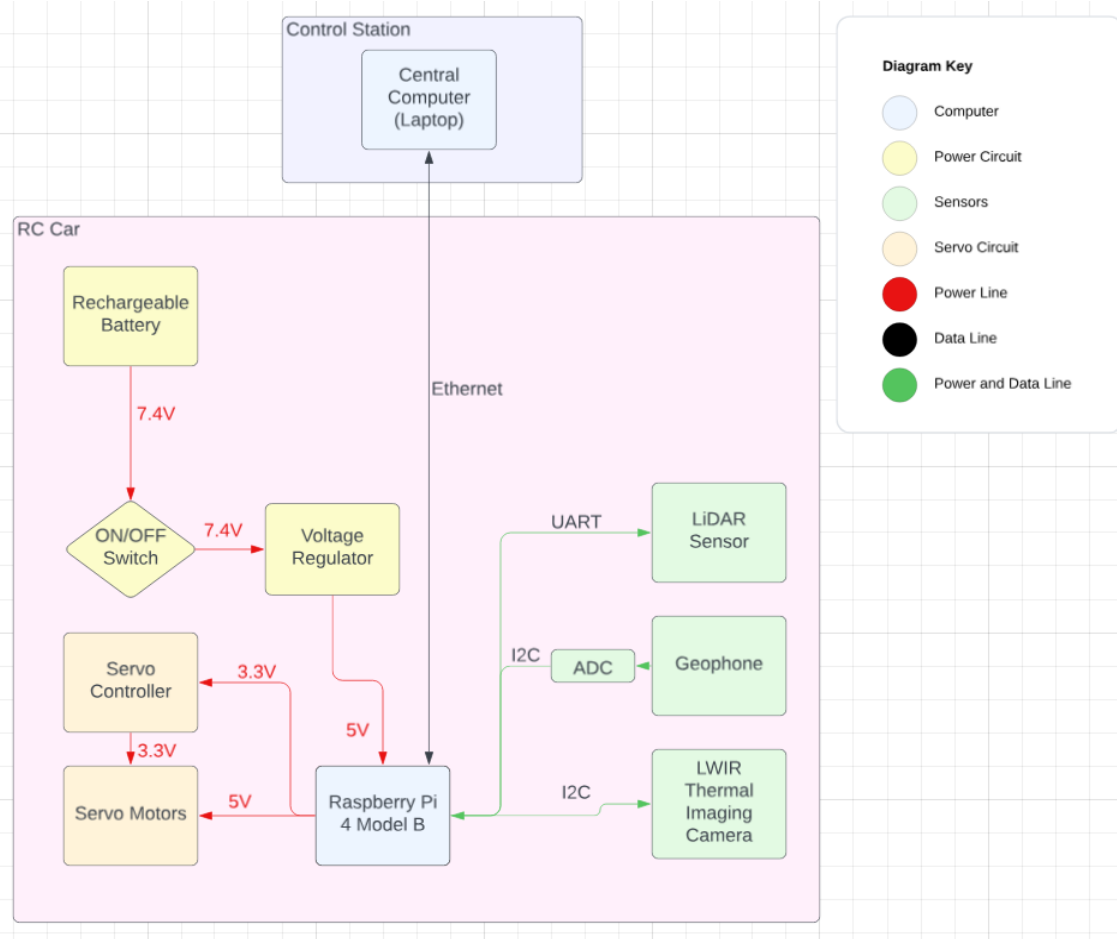 Control Station
Central
Computer
(Laptop)
Diagram Key
Computer
Power Circuit
Sensors
Servo Circuit
Power Line
Data Line
Power and Data Line
RC Car
Rechargeable
Battery
7.4V
Ethernet
ON/OFF
Switch
7.4V
Voltage
Regulator
UART
LiDAR
Sensor
Servo
Controller
3.3V
3.3V
5V
I2C
ADC
Geophone
Servo Motors
5V
Raspberry Pi
4 Model B
I2C
LWIR
Thermal
Imaging
Camera